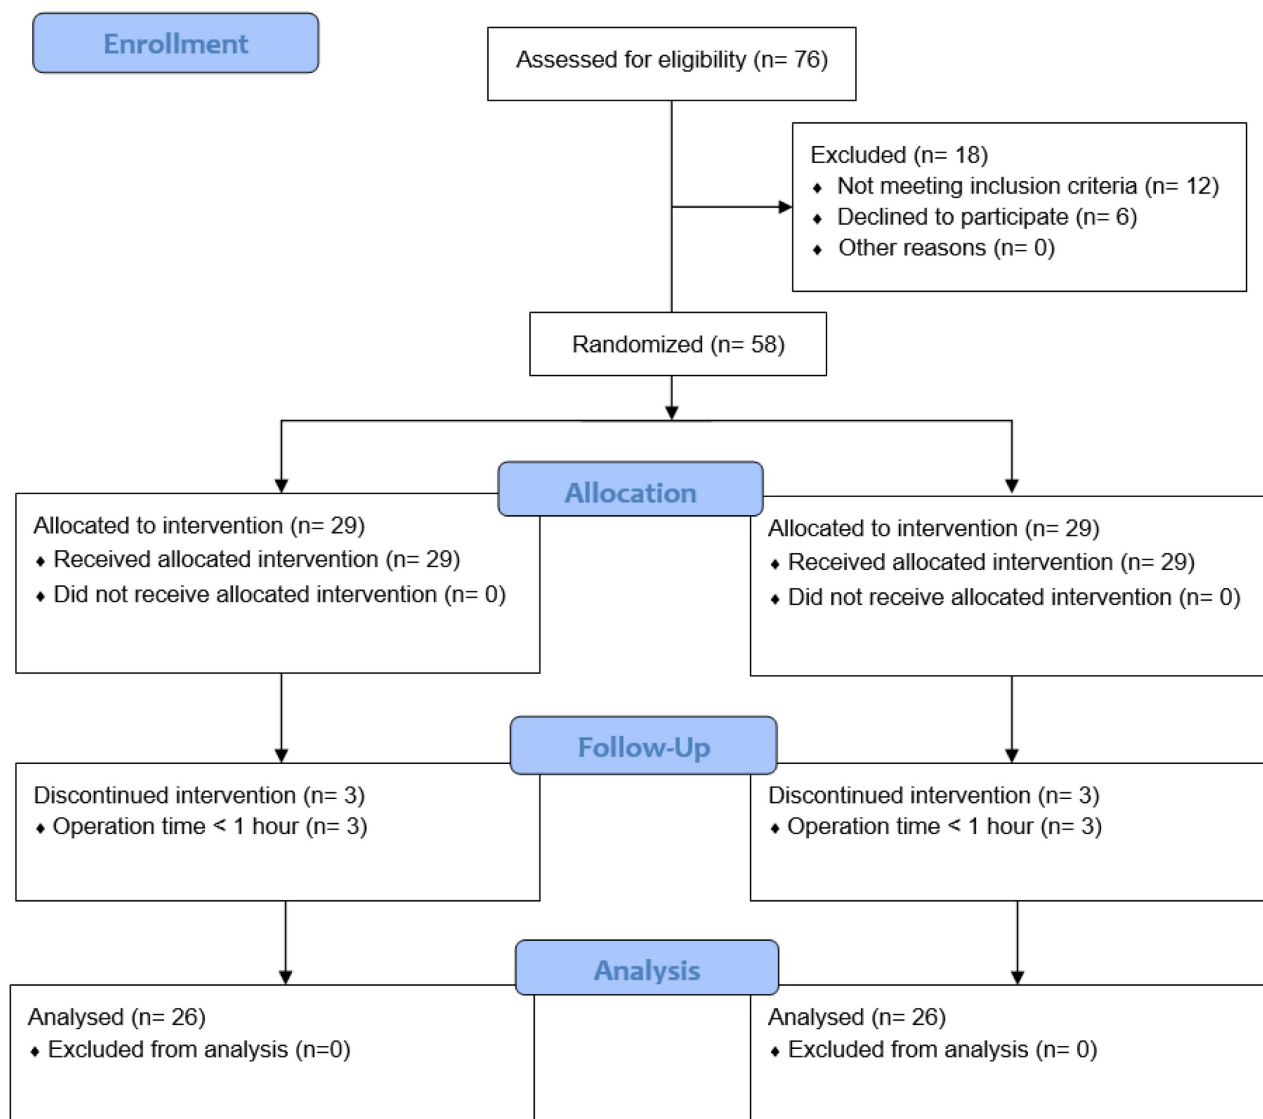 Enrollment
Assessed for eligibility (n= 76)
Excluded (n= 18)
♦ Not meeting inclusion criteria (n= 12)
♦ Declined to participate (n= 6)
♦ Other reasons (n= 0)
Randomized (n= 58)
Allocation
Allocated to intervention (n= 29)
♦ Received allocated intervention (n= 29)
♦ Did not receive allocated intervention (n= 0)
Allocated to intervention (n= 29)
♦ Received allocated intervention (n= 29)
♦ Did not receive allocated intervention (n= 0)
Follow-Up
Discontinued intervention (n= 3)
♦ Operation time < 1 hour (n= 3)
Discontinued intervention (n= 3)
♦ Operation time < 1 hour (n= 3)
Analysis
Analysed (n= 26)
♦ Excluded from analysis (n=0)
Analysed (n= 26)
♦ Excluded from analysis (n= 0)